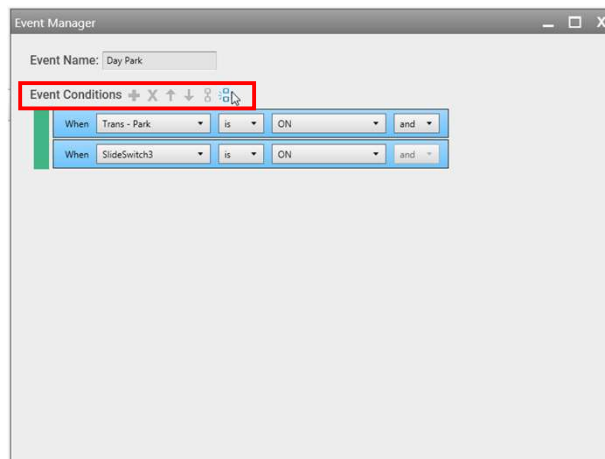 Event Manager
Event Name: Day Park
Event Conditions
When Trans - Park is ON and
When SlideSwitch3 is ON and